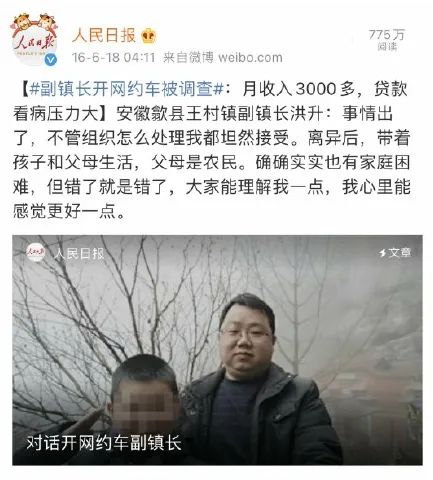 人民日报
775万
16-6-18 04:11 来自微博 weibo.com
阅读
【#副镇长开网约车被调查#：月收入3000多，贷款
看病压力大】安徽歙县王村镇副镇长洪升：事情出
了，不管组织怎么处理我都坦然接受。离异后，带着
孩子和父母生活，父母是农民。确确实实也有家庭困
难，但错了就是错了，大家能理解我一点，我心里能
感觉更好一点。
人民日报
文章
对话开网约车副镇长